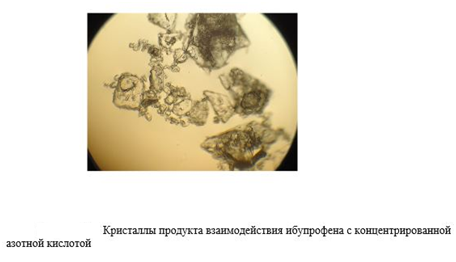 Кристаллы продукта взаимодействия ибупрофена с концентрированной
азотной кислотой